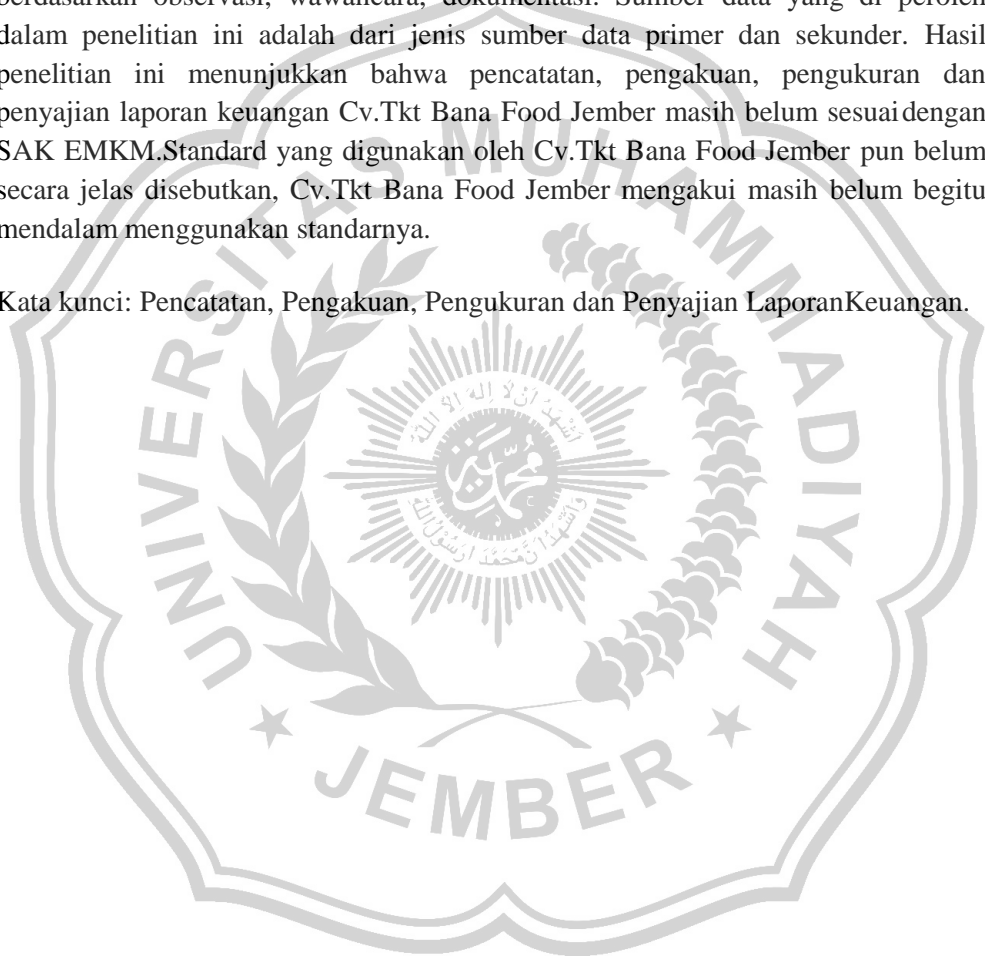 berdasarkan observasi, wawancara, dokumentasi. Sumber data yang di peroleh
dalam penelitian ini adalah dari jenis sumber data primer dan sekunder. Hasil
penelitian ini menunjukkan bahwa pencatatan, pengakuan, pengukuran dan
penyajian laporan keuangan Cv.Tkt Bana Food Jember masih belum sesuaidengan
SAK EMKM.Standard yang digunakan oleh Cv.Tkt Bana Food Jember pun belum
secara jelas disebutkan, Cv.Tkt Bana Food Jember mengakui masih belum begitu
mendalam menggunakan standarnya.
Kata kunci: Pencatatan, Pengakuan, Pengukuran dan Penyajian LaporanKeuangan.
UNIVERSITAS MUHAMMADIYAH
JEMBER